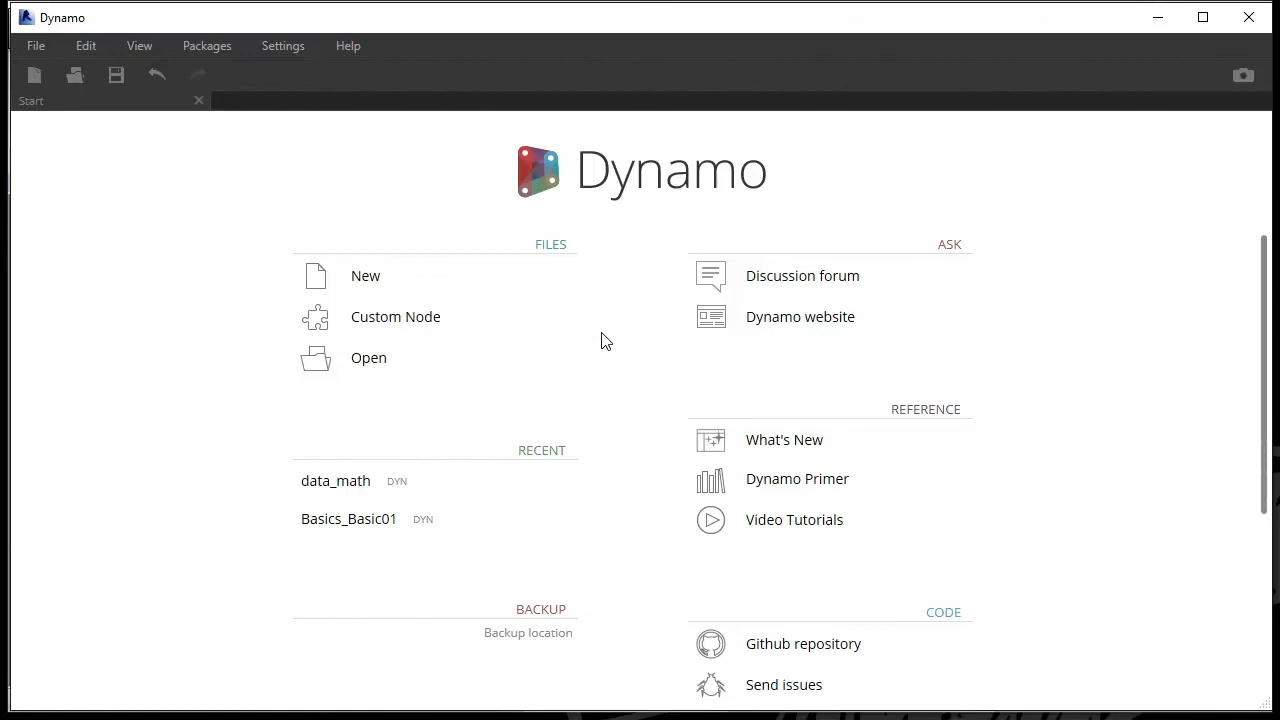 Dynamo
File Edit View Packages Settings Help
Start
Dynamo
FILES
New
Custom Node
Open
RECENT
data_math DYN
Basics_Basic01 DYN
BACKUP
Backup location
ASK
Discussion forum
Dynamo website
REFERENCE
What's New
Dynamo Primer
Video Tutorials
CODE
Github repository
Send issues